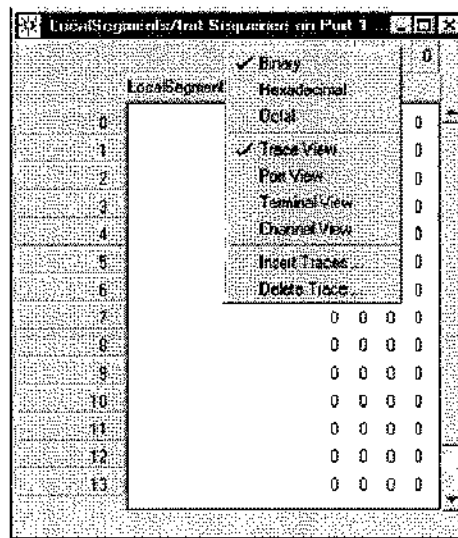 LocalSegments/Inst Sequence on Port 1
0
LocalSegment
Binary
Hexadecimal
Octal
Trace View
Port View
Terminal View
Channel View
Insert Traces...
Delete Trace...
0 0
1 0
2 0
3 0
4 0
5 0
6 0
7 0 0 0 0
8 0 0 0 0
9 0 0 0 0
10 0 0 0 0
11 0 0 0 0
12 0 0 0 0
13 0 0 0 0